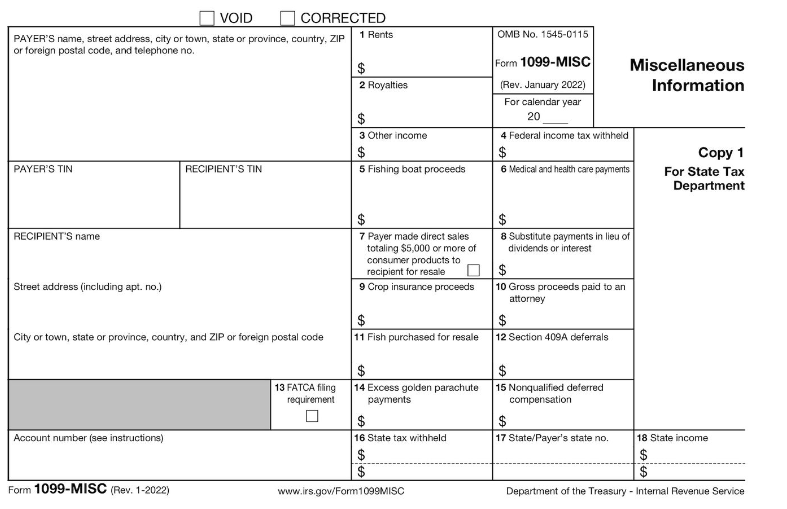 VOID CORRECTED
PAYER'S name, street address, city or town, state or province, country, ZIP
or foreign postal code, and telephone no.
1 Rents
$
2 Royalties
$
OMB No. 1545-0115
Form 1099-MISC
(Rev. January 2022)
For calendar year
20 ____
Miscellaneous
Information
3 Other income
$
4 Federal income tax withheld
$
Copy 1
For State Tax
Department
PAYER'S TIN
RECIPIENT'S TIN
5 Fishing boat proceeds
$
6 Medical and health care payments
$
RECIPIENT'S name
7 Payer made direct sales
totaling $5,000 or more of
consumer products to
recipient for resale
8 Substitute payments in lieu of
dividends or interest
$
Street address (including apt. no.)
9 Crop insurance proceeds
$
10 Gross proceeds paid to an
attorney
$
City or town, state or province, country, and ZIP or foreign postal code
11 Fish purchased for resale
$
12 Section 409A deferrals
$
13 FATCA filing
requirement
14 Excess golden parachute
payments
$
15 Nonqualified deferred
compensation
$
Account number (see instructions)
16 State tax withheld
$
$
17 State/Payer's state no.
18 State income
$
$
Form 1099-MISC (Rev. 1-2022)
www.irs.gov/Form1099MISC
Department of the Treasury - Internal Revenue Service